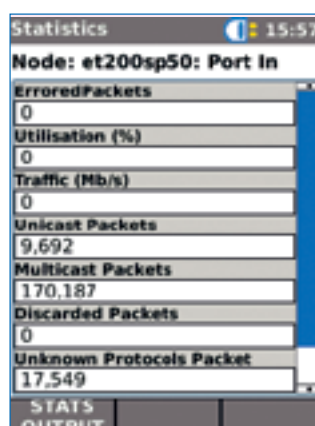 Statistics 15:57
Node: et200sp50: Port In
ErroredPackets
0
Utilisation (%)
0
Traffic (Mb/s)
0
Unicast Packets
9,692
Multicast Packets
170,187
Discarded Packets
0
Unknown Protocols Packet
17,549
STATS
OUTPUT